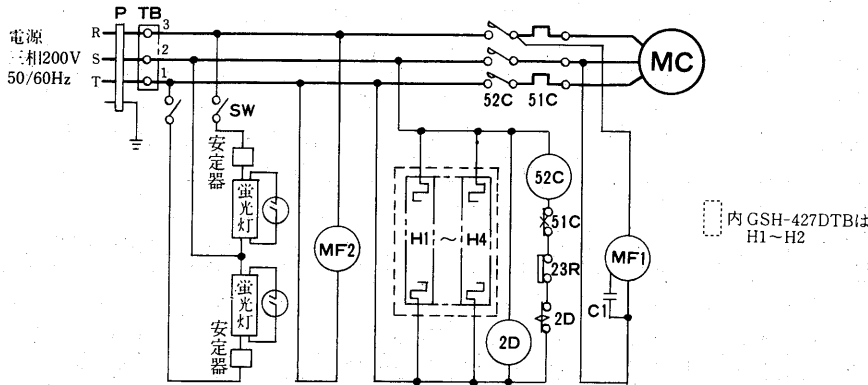 P TB
電源
三相200V
50/60Hz
R
S
T
3
2
1
SW
安定器
蛍光灯
蛍光灯
安定器
MF2
H1 ～ H4
2D
52C
51C
23R
2D
52C 51C
MC
MF1
C1
内 GSH-427DTBは
H1～H2